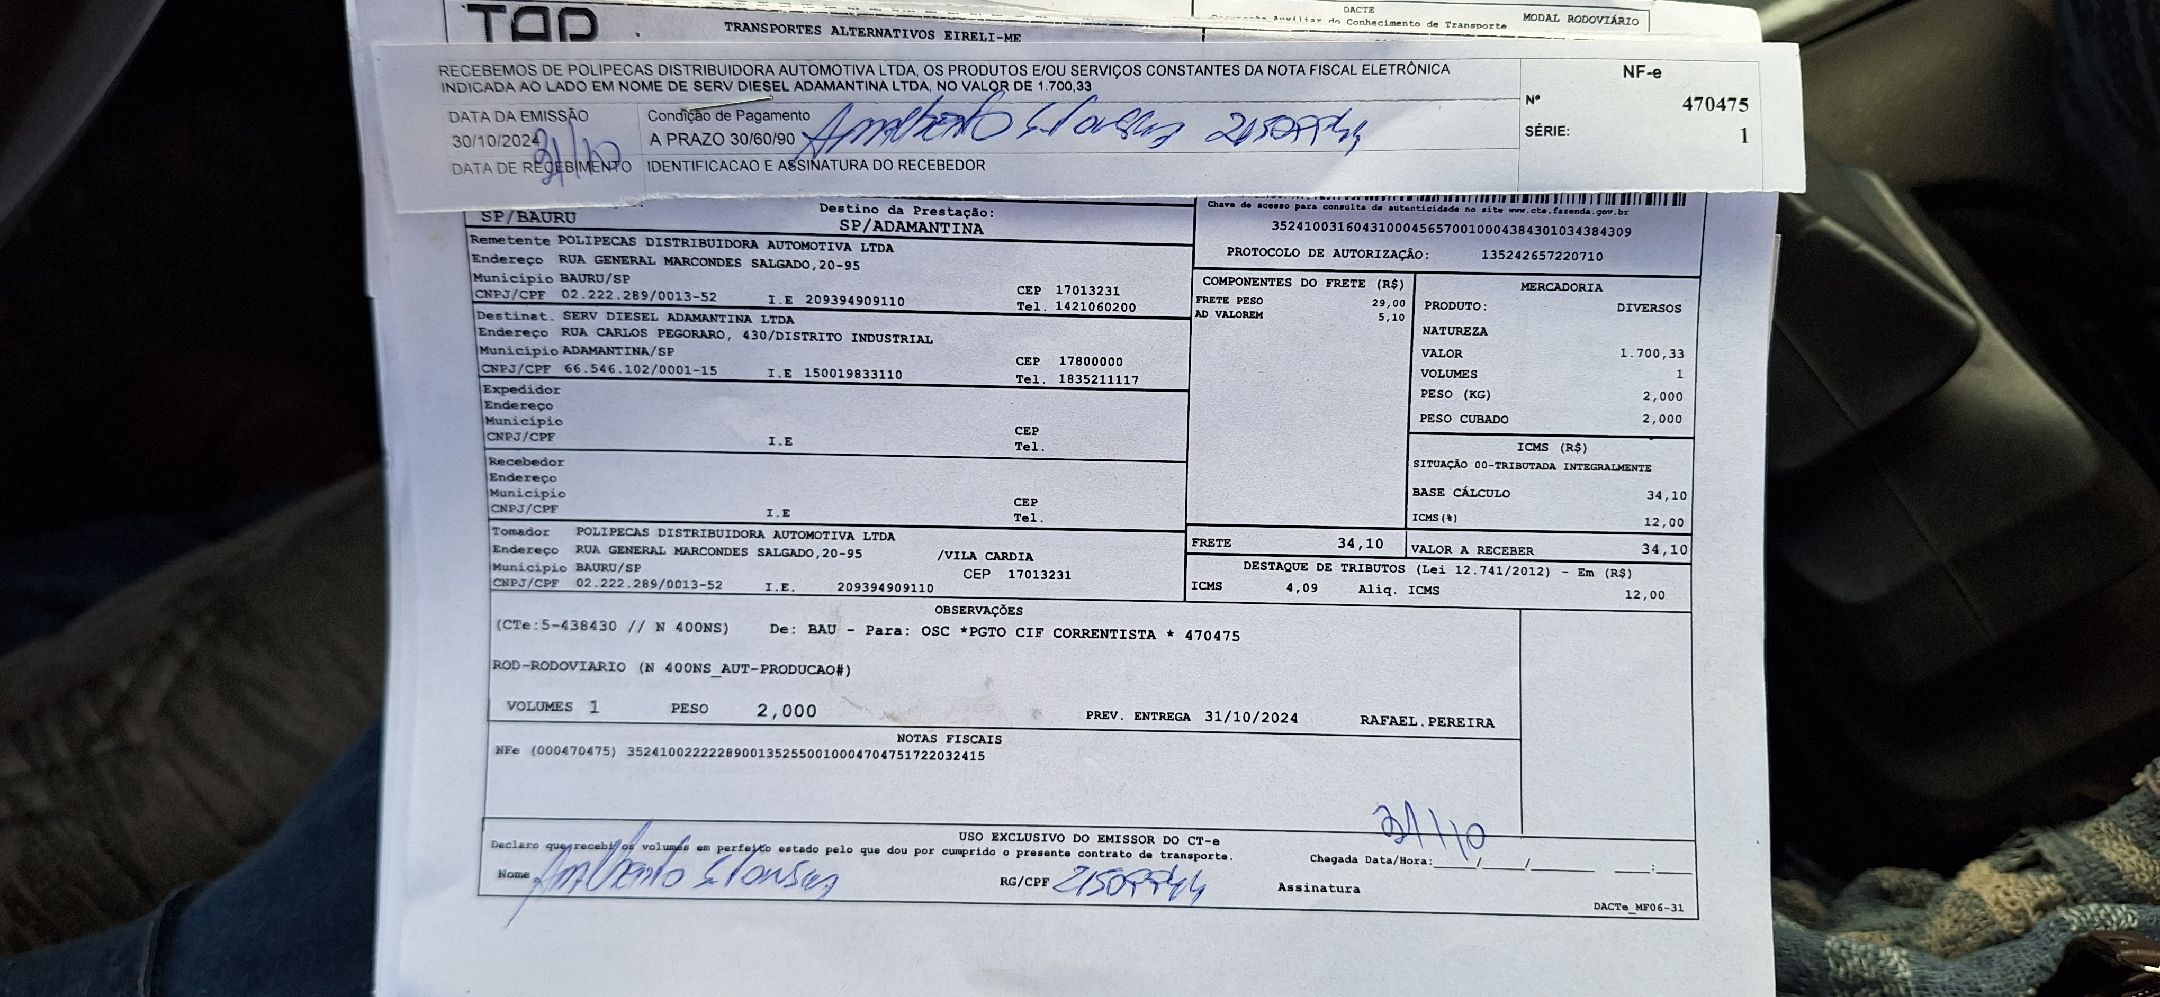 TAP
TRANSPORTES ALTERNATIVOS EIRELI-ME
DACTE
Documento Auxiliar do Conhecimento de Transporte
MODAL RODOVIÁRIO
RECEBEMOS DE POLIPECAS DISTRIBUIDORA AUTOMOTIVA LTDA, OS PRODUTOS E/OU SERVIÇOS CONSTANTES DA NOTA FISCAL ELETRÔNICA
INDICADA AO LADO EM NOME DE SERV DIESEL ADAMANTINA LTDA, NO VALOR DE 1.700,33
NF-e
Nº 470475
SÉRIE: 1
DATA DA EMISSÃO
30/10/2024
Condição de Pagamento
A PRAZO 30/60/90
31/10
DATA DE RECEBIMENTO
IDENTIFICACAO E ASSINATURA DO RECEBEDOR
SP/BAURU
Destino da Prestação:
SP/ADAMANTINA
Chave de acesso para consulta de autenticidade no site www.cte.fazenda.gov.br
35241003160431000456570010004384301034384309
PROTOCOLO DE AUTORIZAÇÃO: 135242657220710
Remetente POLIPECAS DISTRIBUIDORA AUTOMOTIVA LTDA
Endereço RUA GENERAL MARCONDES SALGADO,20-95
Município BAURU/SP CEP 17013231
CNPJ/CPF 02.222.289/0013-52 I.E 209394909110 Tel. 1421060200
Destinat. SERV DIESEL ADAMANTINA LTDA
Endereço RUA CARLOS PEGORARO, 430/DISTRITO INDUSTRIAL
Município ADAMANTINA/SP CEP 17800000
CNPJ/CPF 66.546.102/0001-15 I.E 150019833110 Tel. 1835211117
Expedidor
Endereço
Município CEP
CNPJ/CPF I.E Tel.
Recebedor
Endereço
Município CEP
CNPJ/CPF I.E Tel.
Tomador POLIPECAS DISTRIBUIDORA AUTOMOTIVA LTDA
Endereço RUA GENERAL MARCONDES SALGADO,20-95 /VILA CARDIA
Município BAURU/SP CEP 17013231
CNPJ/CPF 02.222.289/0013-52 I.E. 209394909110
COMPONENTES DO FRETE (R$)
FRETE PESO 29,00
AD VALOREM 5,10
MERCADORIA
PRODUTO: DIVERSOS
NATUREZA
VALOR 1.700,33
VOLUMES 1
PESO (KG) 2,000
PESO CUBADO 2,000
ICMS (R$)
SITUAÇÃO 00-TRIBUTADA INTEGRALMENTE
BASE CÁLCULO 34,10
ICMS(%) 12,00
FRETE 34,10
VALOR A RECEBER 34,10
DESTAQUE DE TRIBUTOS (Lei 12.741/2012) - Em (R$)
ICMS 4,09 Aliq. ICMS 12,00
OBSERVAÇÕES
(CTe:5-438430 // N 400NS) De: BAU - Para: OSC *PGTO CIF CORRENTISTA * 470475
ROD-RODOVIARIO (N 400NS_AUT-PRODUCAO#)
VOLUMES 1 PESO 2,000 PREV. ENTREGA 31/10/2024 RAFAEL.PEREIRA
NOTAS FISCAIS
NFe (000470475) 35241002222289001352550010004704751722032415
31/10
USO EXCLUSIVO DO EMISSOR DO CT-e
Declaro que recebi os volumes em perfeito estado pelo que dou por cumprido o presente contrato de transporte.
Chegada Data/Hora:____/____/______ ____:____
Nome
RG/CPF
Assinatura
DACTe_MF06-31